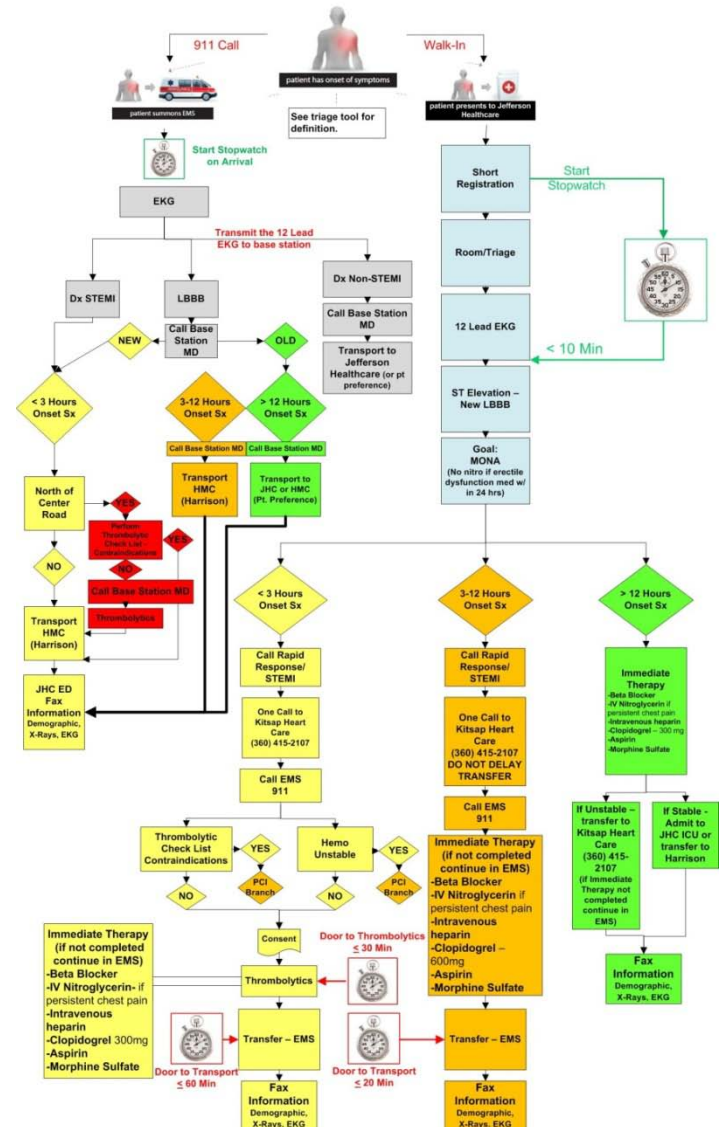 911 Call
Walk-In
patient has onset of symptoms
patient summons EMS
See triage tool for
definition.
patient presents to Jefferson
Healthcare
Start Stopwatch
on Arrival
EKG
Transmit the 12 Lead
EKG to base station
Dx STEMI
LBBB
Dx Non-STEMI
Call Base Station
MD
Transport to
Jefferson
Healthcare (or pt
preference)
NEW
Call Base
Station
MD
OLD
< 3 Hours
Onset Sx
3-12 Hours
Onset Sx
> 12 Hours
Onset Sx
Call Base Station MD
Call Base Station MD
Transport
HMC
(Harrison)
Transport to
JHC or HMC
(Pt. Preference)
North of
Center
Road
YES
Perform
Thrombolytic
Check List -
Contraindications
YES
NO
NO
Call Base Station MD
Thrombolytics
Transport
HMC
(Harrison)
JHC ED
Fax
Information
Demographic,
X-Rays, EKG
Short
Registration
Start
Stopwatch
Room/Triage
12 Lead EKG
< 10 Min
ST Elevation –
New LBBB
Goal:
MONA
(No nitro if erectile
dysfunction med w/
in 24 hrs)
< 3 Hours
Onset Sx
Call Rapid
Response/
STEMI
One Call to
Kitsap Heart
Care
(360) 415-2107
Call EMS
911
Thrombolytic
Check List
Contraindications
YES
PCI
Branch
NO
Hemo
Unstable
YES
PCI
Branch
NO
Consent
Thrombolytics
Door to Thrombolytics
≤ 30 Min
Immediate Therapy
(if not completed
continue in EMS)
-Beta Blocker
-IV Nitroglycerin- if
persistent chest pain
-Intravenous
heparin
-Clopidogrel 300mg
-Aspirin
-Morphine Sulfate
Transfer – EMS
Door to Transport
≤ 60 Min
Fax
Information
Demographic,
X-Rays, EKG
3-12 Hours
Onset Sx
Call Rapid
Response/
STEMI
One Call to
Kitsap Heart
Care
(360) 415-2107
DO NOT DELAY
TRANSFER
Call EMS
911
Immediate Therapy
(if not completed
continue in EMS)
-Beta Blocker
-IV Nitroglycerin if
persistent chest pain
-Intravenous
heparin
-Clopidogrel –
600mg
-Aspirin
-Morphine Sulfate
Transfer – EMS
Door to Transport
≤ 20 Min
Fax
Information
Demographic,
X-Rays, EKG
> 12 Hours
Onset Sx
Immediate
Therapy
-Beta Blocker
-IV Nitroglycerin if
persistent chest pain
-Intravenous heparin
-Clopidogrel – 300 mg
-Aspirin
-Morphine Sulfate
If Unstable –
transfer to
Kitsap Heart
Care
(360) 415-
2107
(if Immediate
Therapy not
completed
continue in
EMS)
If Stable -
Admit to
JHC ICU or
transfer to
Harrison
Fax
Information
Demographic,
X-Rays, EKG